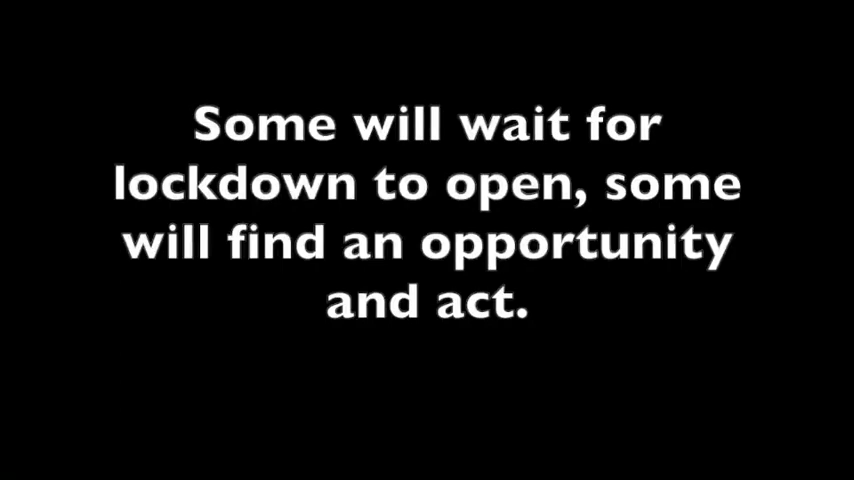 Some will wait for
lockdown to open, some
will find an opportunity
and act.